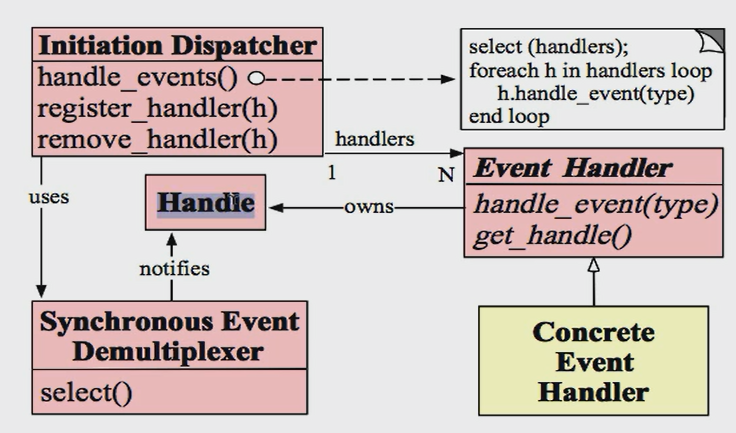 Initiation Dispatcher
handle_events()
register_handler(h)
remove_handler(h)
select (handlers);
foreach h in handlers loop
h.handle_event(type)
end loop
handlers
1
N
Event Handler
handle_event(type)
get_handle()
uses
Handle
owns
notifies
Synchronous Event
Demultiplexer
select()
Concrete
Event
Handler